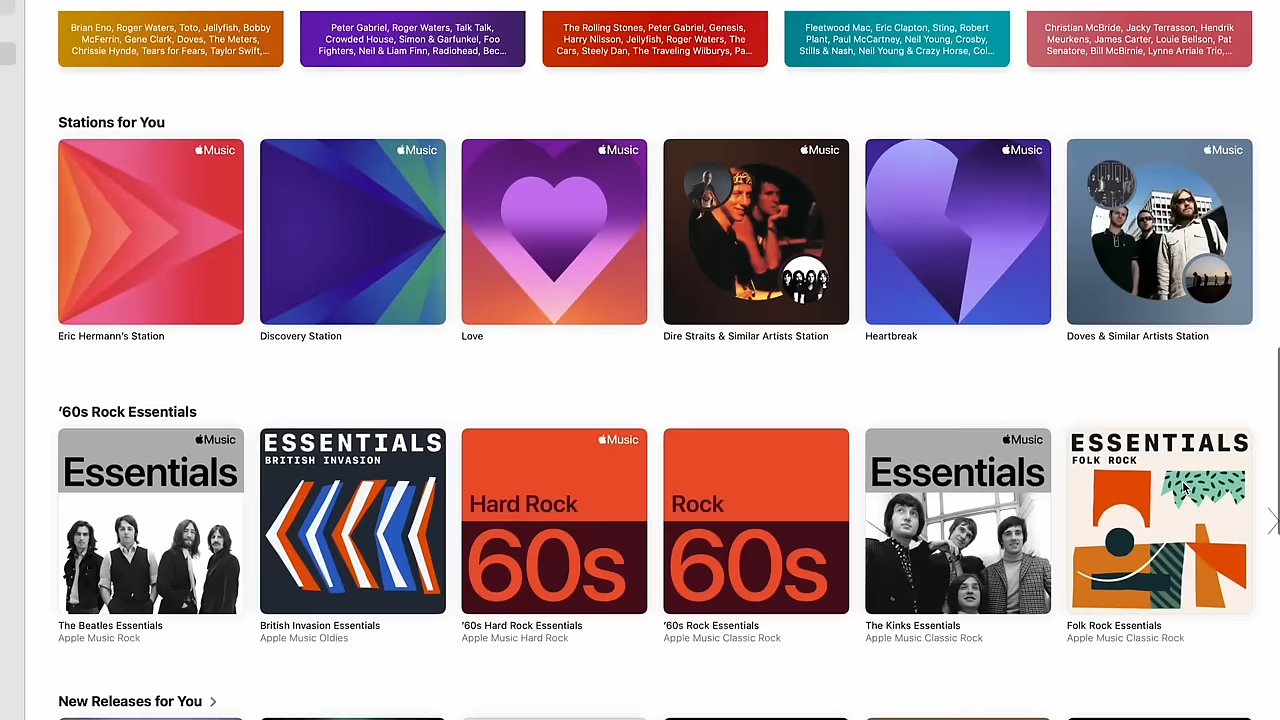 Brian Eno, Roger Waters, Toto, Jellyfish, Bobby
McFerrin, Gene Clark, Doves, The Meters,
Chrissie Hynde, Tears for Fears, Taylor Swift,...
Peter Gabriel, Roger Waters, Talk Talk,
Crowded House, Simon & Garfunkel, Foo
Fighters, Neil & Liam Finn, Radiohead, Bec...
The Rolling Stones, Peter Gabriel, Genesis,
Harry Nilsson, Jellyfish, Roger Waters, The
Cars, Steely Dan, The Traveling Wilburys, Pa...
Fleetwood Mac, Eric Clapton, Sting, Robert
Plant, Paul McCartney, Neil Young, Crosby,
Stills & Nash, Neil Young & Crazy Horse, Col...
Christian McBride, Jacky Terrasson, Hendrik
Meurkens, James Carter, Louie Bellson, Pat
Senatore, Bill McBirnie, Lynne Arriale Trio,...
Stations for You
Music
Music
Music
Music
Music
Music
Eric Hermann's Station
Discovery Station
Love
Dire Straits & Similar Artists Station
Heartbreak
Doves & Similar Artists Station
'60s Rock Essentials
Music
Essentials
ESSENTIALS
BRITISH INVASION
Music
Hard Rock
60s
Rock
60s
Music
Essentials
ESSENTIALS
FOLK ROCK
The Beatles Essentials
Apple Music Rock
British Invasion Essentials
Apple Music Oldies
'60s Hard Rock Essentials
Apple Music Hard Rock
'60s Rock Essentials
Apple Music Classic Rock
The Kinks Essentials
Apple Music Classic Rock
Folk Rock Essentials
Apple Music Classic Rock
New Releases for You